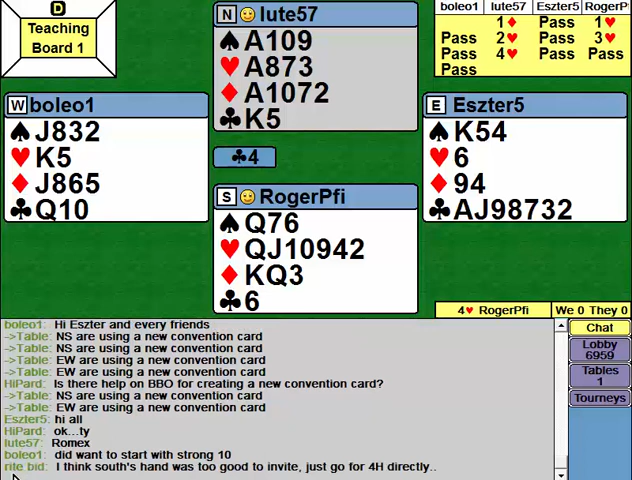 D
Teaching
Board 1
N lute57
♠A109
♥A873
♦A1072
♣K5
boleo1 lute57 Eszter5 RogerPf
1♦ Pass 1♥
Pass 2♥ Pass 3♥
Pass 4♥ Pass Pass
Pass
W boleo1
♠J832
♥K5
♦J865
♣Q10
♣4
E Eszter5
♠K54
♥6
♦94
♣AJ98732
S RogerPfi
♠Q76
♥QJ10942
♦KQ3
♣6
4♥ RogerPfi We 0 They 0
boleo1: Hi Eszter and every friends
->Table: NS are using a new convention card
->Table: NS are using a new convention card
->Table: EW are using a new convention card
->Table: EW are using a new convention card
HiPard: Is there help on BBO for creating a new convention card?
->Table: NS are using a new convention card
->Table: EW are using a new convention card
Eszter5: hi all
HiPard: ok...ty
lute57: Romex
boleo1: did want to start with strong 10
rite bid: I think south's hand was too good to invite, just go for 4H directly..
Chat
Lobby
6959
Tables
1
Tourneys